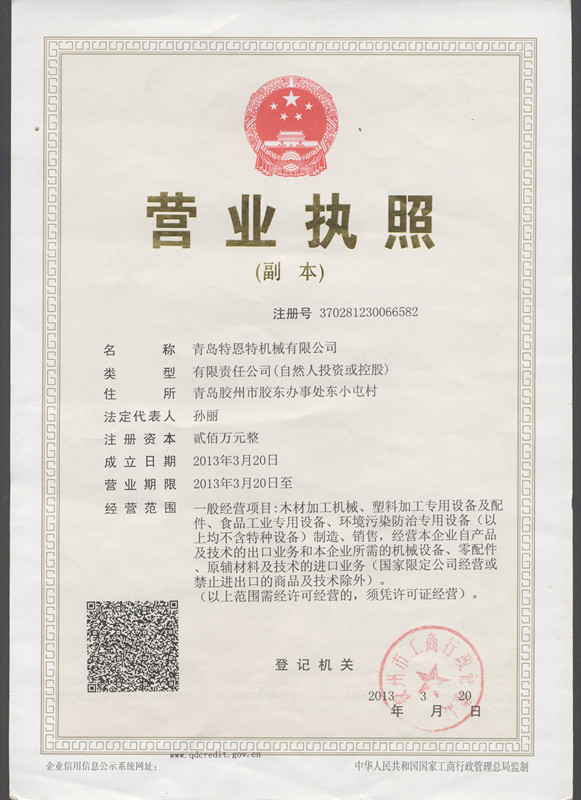 营业执照
(副 本)
注册号 370281230066582
名 称 青岛特恩特机械有限公司
类 型 有限责任公司(自然人投资或控股)
住 所 青岛胶州市胶东办事处东小屯村
法定代表人 孙丽
注册资本 贰佰万元整
成立日期 2013年3月20日
营业期限 2013年3月20日至
经营范围 一般经营项目:木材加工机械、塑料加工专用设备及配
件、食品工业专用设备、环境污染防治专用设备（以
上均不含特种设备）制造、销售，经营本企业自产品
及技术的出口业务和本企业所需的机械设备、零配件
、原辅材料及技术的进口业务（国家限定公司经营或
禁止进出口的商品及技术除外）。
（以上范围需经许可经营的，须凭许可证经营）。
登记机关
州市工商行政
2013 3 20
年 月 日
www.qdcredit.gov.cn
企业信用信息公示系统网址：
中华人民共和国国家工商行政管理总局监制